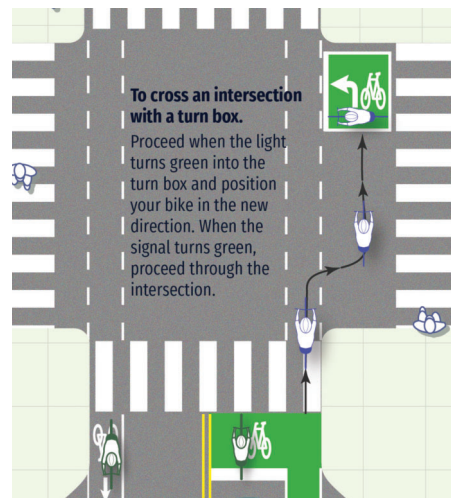 To cross an intersection
with a turn box.
Proceed when the light
turns green into the
turn box and position
your bike in the new
direction. When the
signal turns green,
proceed through the
intersection.